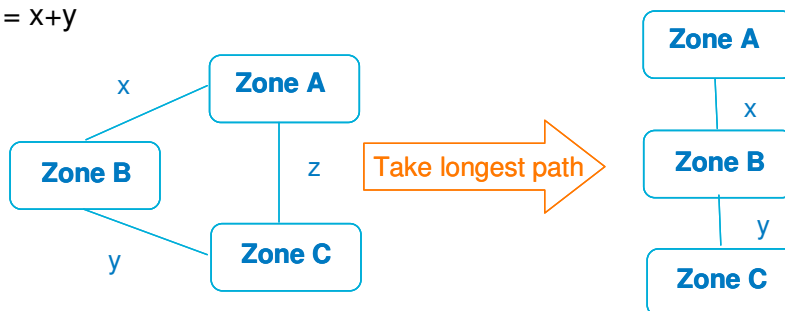 = x+y
Zone A
x
Zone B
z
y
Zone C
Take longest path
Zone A
x
Zone B
y
Zone C